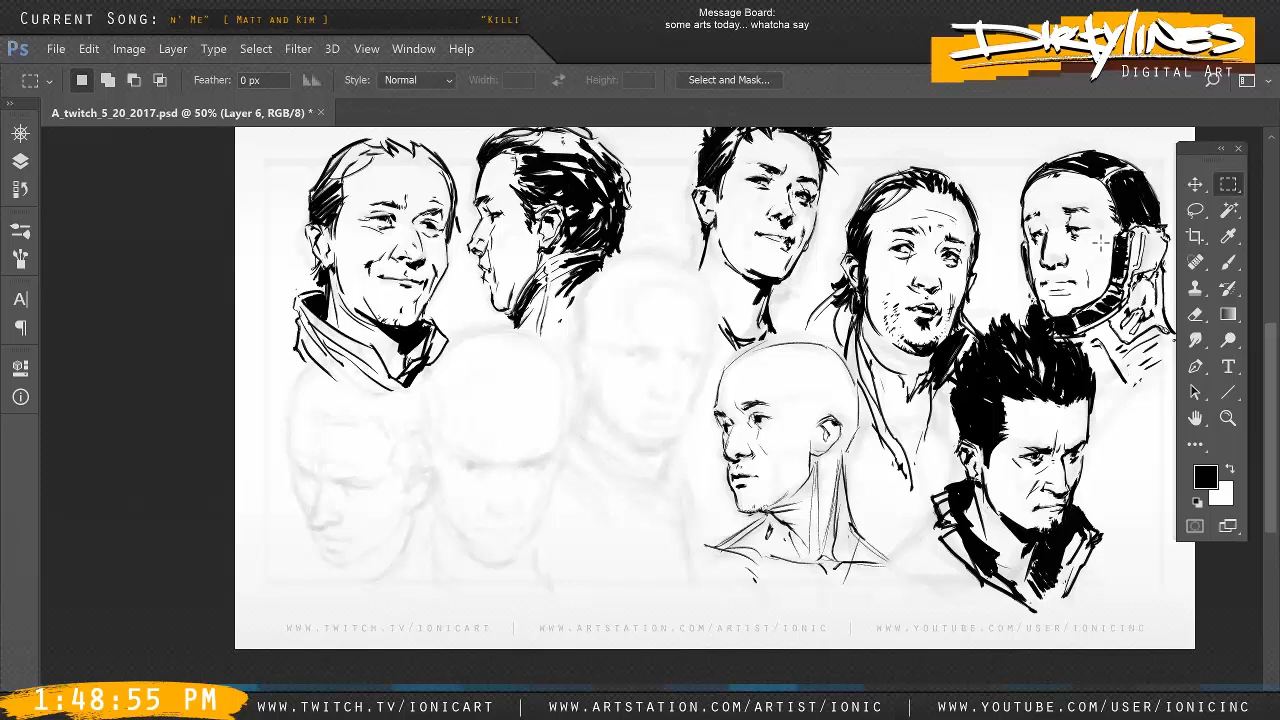 Current Song: n' Me" [ Matt and Kim ] "Killi
Message Board:
some arts today... whatcha say
DirtyLines
Digital Art
Ps File Edit Image Layer Type Select Filter 3D View Window Help
Feather: 0 px Style: Normal Width: Height: Select and Mask...
A_twitch_5_20_2017.psd @ 50% (Layer 6, RGB/8) * ×
www.twitch.tv/ionicart | www.artstation.com/artist/ionic | www.youtube.com/user/ionicinc
1:48:55 PM
www.twitch.tv/ionicart | www.artstation.com/artist/ionic | www.youtube.com/user/ionicinc